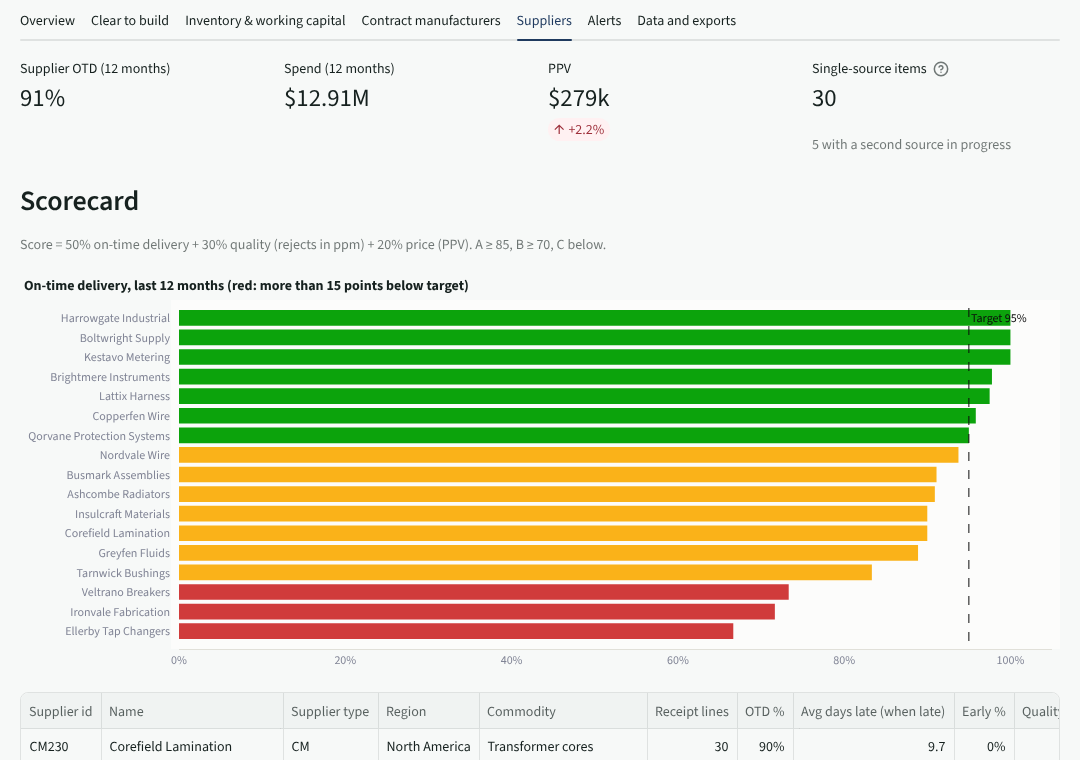 Overview Clear to build Inventory & working capital Contract manufacturers Suppliers Alerts Data and exports
Supplier OTD (12 months) Spend (12 months) PPV Single-source items ?
91% $12.91M $279k 30
↑ +2.2%
5 with a second source in progress
Scorecard
Score = 50% on-time delivery + 30% quality (rejects in ppm) + 20% price (PPV). A ≥ 85, B ≥ 70, C below.
On-time delivery, last 12 months (red: more than 15 points below target)
Harrowgate Industrial Target 95%
Boltwright Supply
Kestavo Metering
Brightmere Instruments
Lattix Harness
Copperfen Wire
Qorvane Protection Systems
Nordvale Wire
Busmark Assemblies
Ashcombe Radiators
Insulcraft Materials
Corefield Lamination
Greyfen Fluids
Tarnwick Bushings
Veltrano Breakers
Ironvale Fabrication
Ellerby Tap Changers
0% 20% 40% 60% 80% 100%
Supplier id Name Supplier type Region Commodity Receipt lines OTD % Avg days late (when late) Early %
CM230 Corefield Lamination CM North America Transformer cores 30 90% 9.7 0%